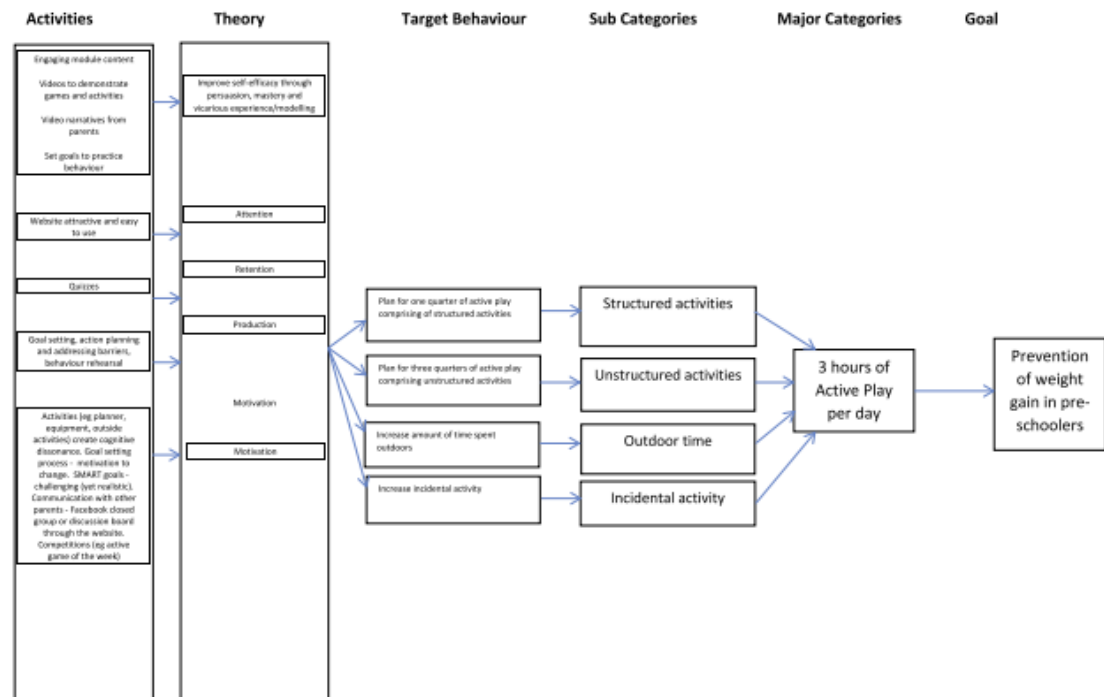 Activities
Theory
Target Behaviour
Sub Categories
Major Categories
Goal
Engaging module content
Videos to demonstrate
games and activities
Video narratives from
parents
Set goals to practice
behaviour
Website attractive and easy
to use
Quizzes
Goal setting, action planning
and addressing barriers,
behaviour rehearsal
Activities (eg planner,
equipment, outside
activities) create cognitive
dissonance. Goal setting
process - motivation to
change. SMART goals -
challenging (yet realistic).
Communication with other
parents - Facebook closed
group or discussion board
through the website.
Competitions (eg active
game of the week)
Improve self-efficacy through
persuasion, mastery and
vicarious experience/modelling
Attention
Retention
Production
Motivation
Motivation
Plan for one quarter of active play
comprising of structured activities
Plan for three quarters of active play
comprising unstructured activities
Increase amount of time spent
outdoors
Increase incidental activity
Structured activities
Unstructured activities
Outdoor time
Incidental activity
3 hours of
Active Play
per day
Prevention
of weight
gain in pre-
schoolers